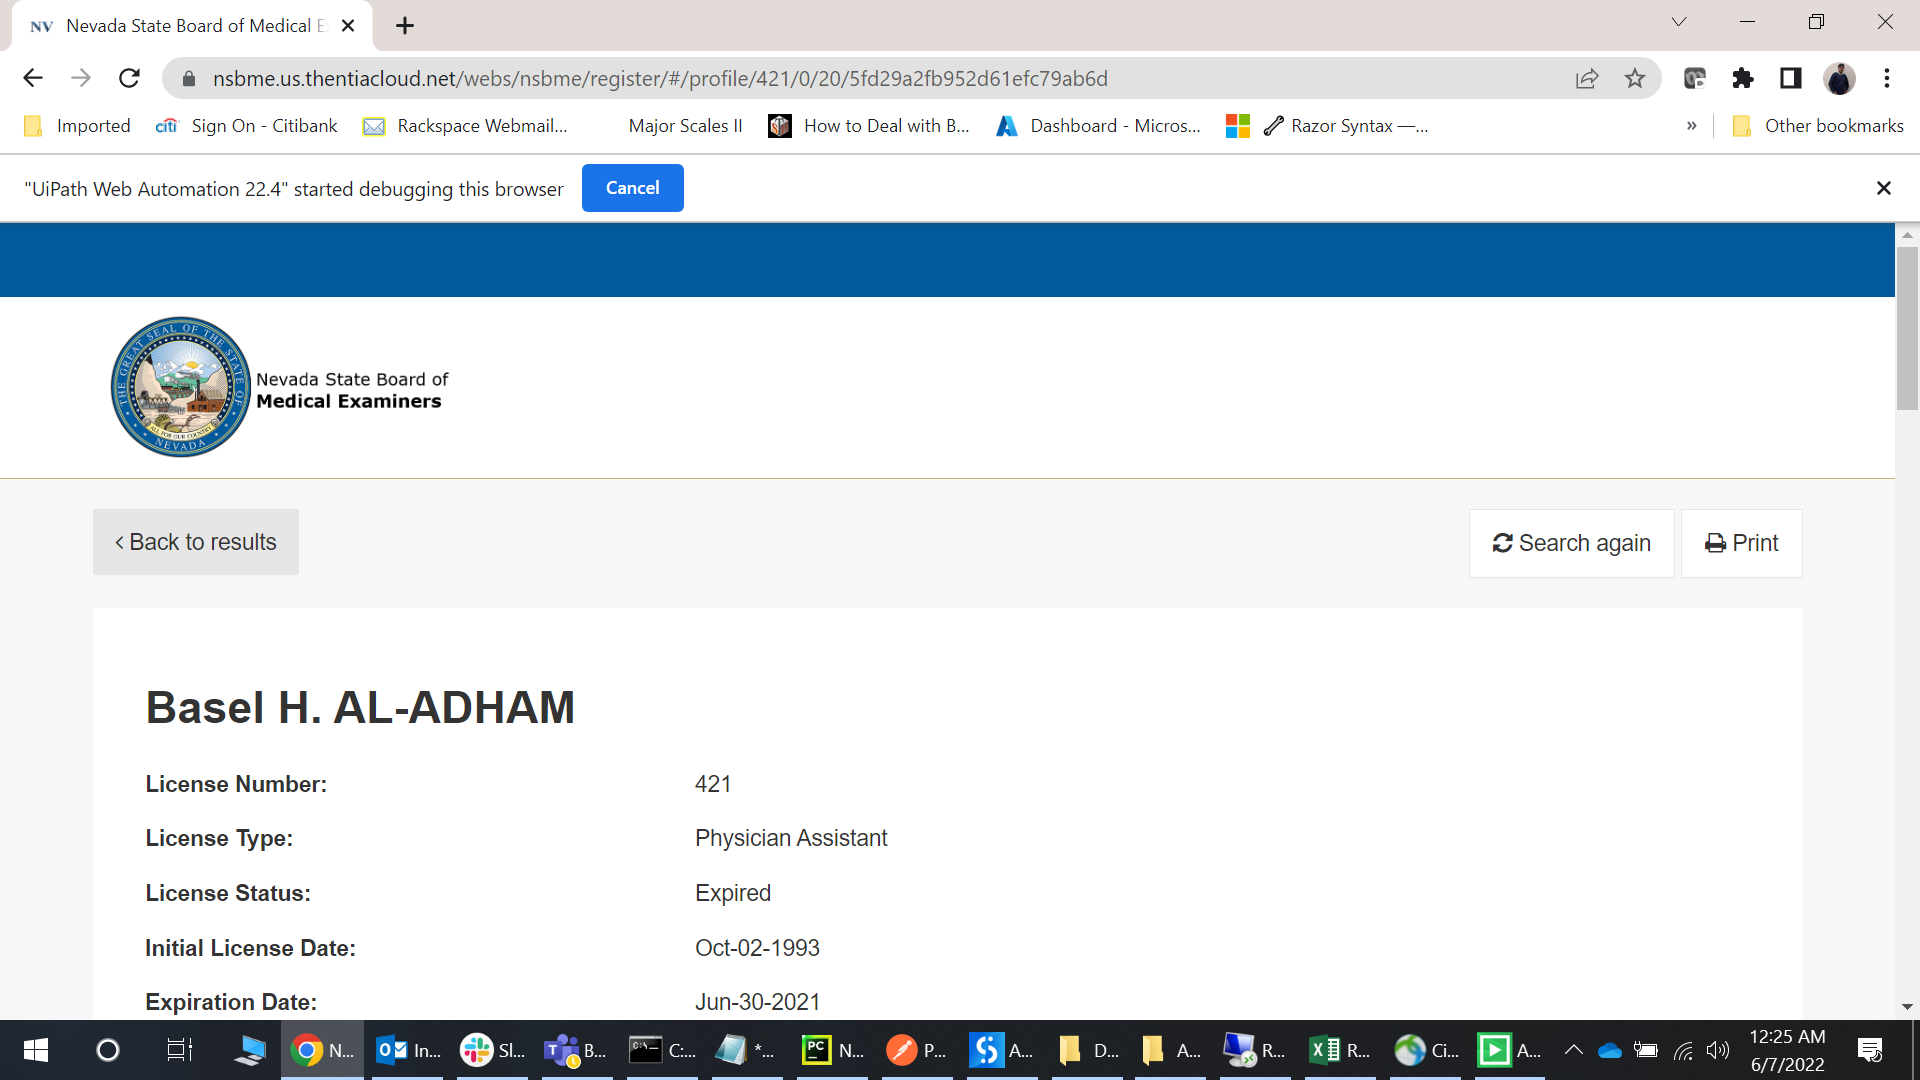 NV Nevada State Board of Medical E
nsbme.us.thentiacloud.net/webs/nsbme/register/#/profile/421/0/20/5fd29a2fb952d61efc79ab6d
Imported citi Sign On - Citibank Rackspace Webmail... Major Scales II How to Deal with B... Dashboard - Micros... Razor Syntax —... » Other bookmarks
"UiPath Web Automation 22.4" started debugging this browser Cancel
THE GREAT SEAL OF THE STATE OF NEVADA
ALL FOR OUR COUNTRY
Nevada State Board of
Medical Examiners
Back to results Search again Print
Basel H. AL-ADHAM
License Number: 421
License Type: Physician Assistant
License Status: Expired
Initial License Date: Oct-02-1993
Expiration Date: Jun-30-2021
N... In... Sl... B... C:... *... N... P... A... D... A... R... R... Ci... A... 12:25 AM
6/7/2022